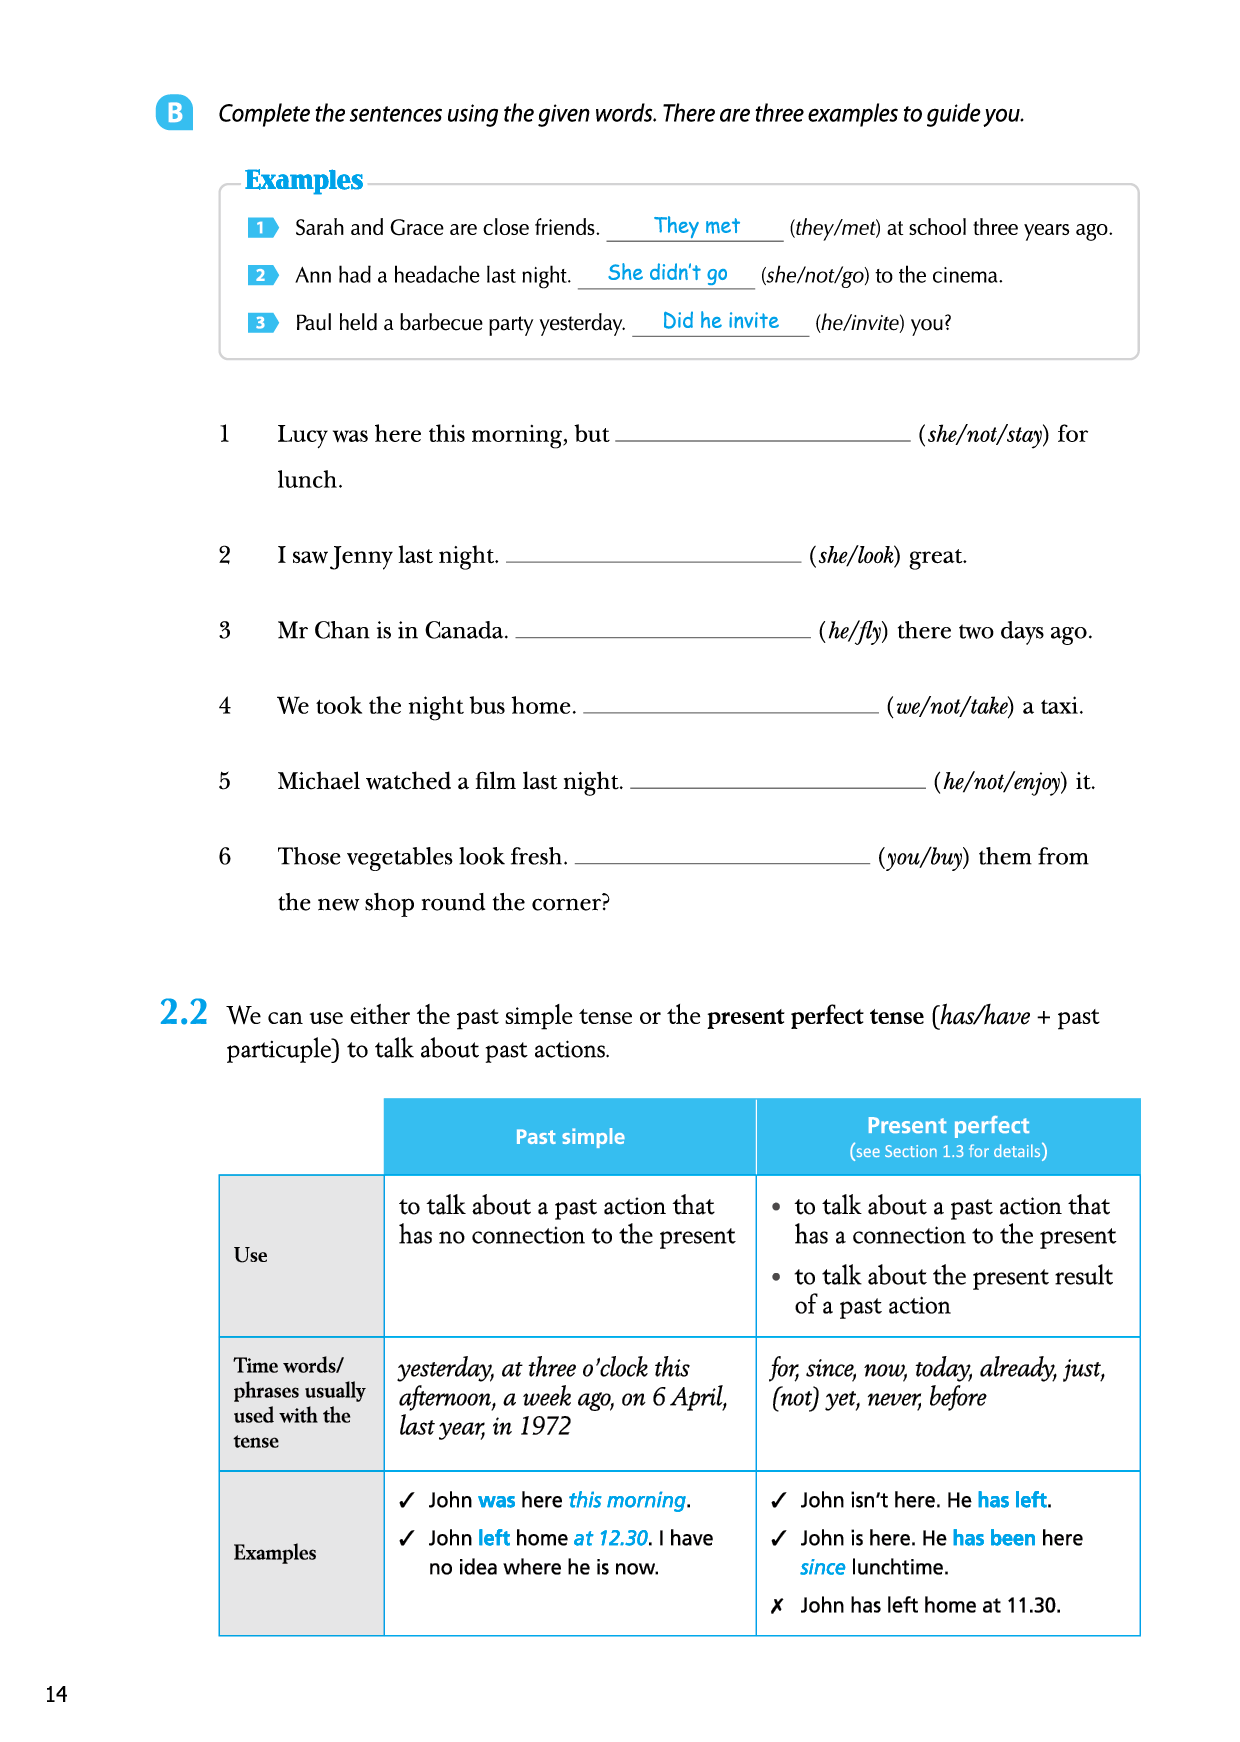 B Complete the sentences using the given words. There are three examples to guide you.
Examples
1 Sarah and Grace are close friends. They met (they/met) at school three years ago.
2 Ann had a headache last night. She didn't go (she/not/go) to the cinema.
3 Paul held a barbecue party yesterday. Did he invite (he/invite) you?
1 Lucy was here this morning, but ____ (she/not/stay) for
lunch.
2 I saw Jenny last night. ____ (she/look) great.
3 Mr Chan is in Canada. ____ (he/fly) there two days ago.
4 We took the night bus home. ____ (we/not/take) a taxi.
5 Michael watched a film last night. ____ (he/not/enjoy) it.
6 Those vegetables look fresh. ____ (you/buy) them from
the new shop round the corner?
2.2 We can use either the past simple tense or the present perfect tense (has/have + past
particuple) to talk about past actions.
Past simple
Present perfect
(see Section 1.3 for details)
Use
to talk about a past action that
has no connection to the present
• to talk about a past action that
has a connection to the present
• to talk about the present result
of a past action
Time words/
phrases usually
used with the
tense
yesterday, at three o'clock this
afternoon, a week ago, on 6 April,
last year, in 1972
for, since, now, today, already, just,
(not) yet, never, before
Examples
✓ John was here this morning.
✓ John left home at 12.30. I have
no idea where he is now.
✓ John isn't here. He has left.
✓ John is here. He has been here
since lunchtime.
✗ John has left home at 11.30.
14